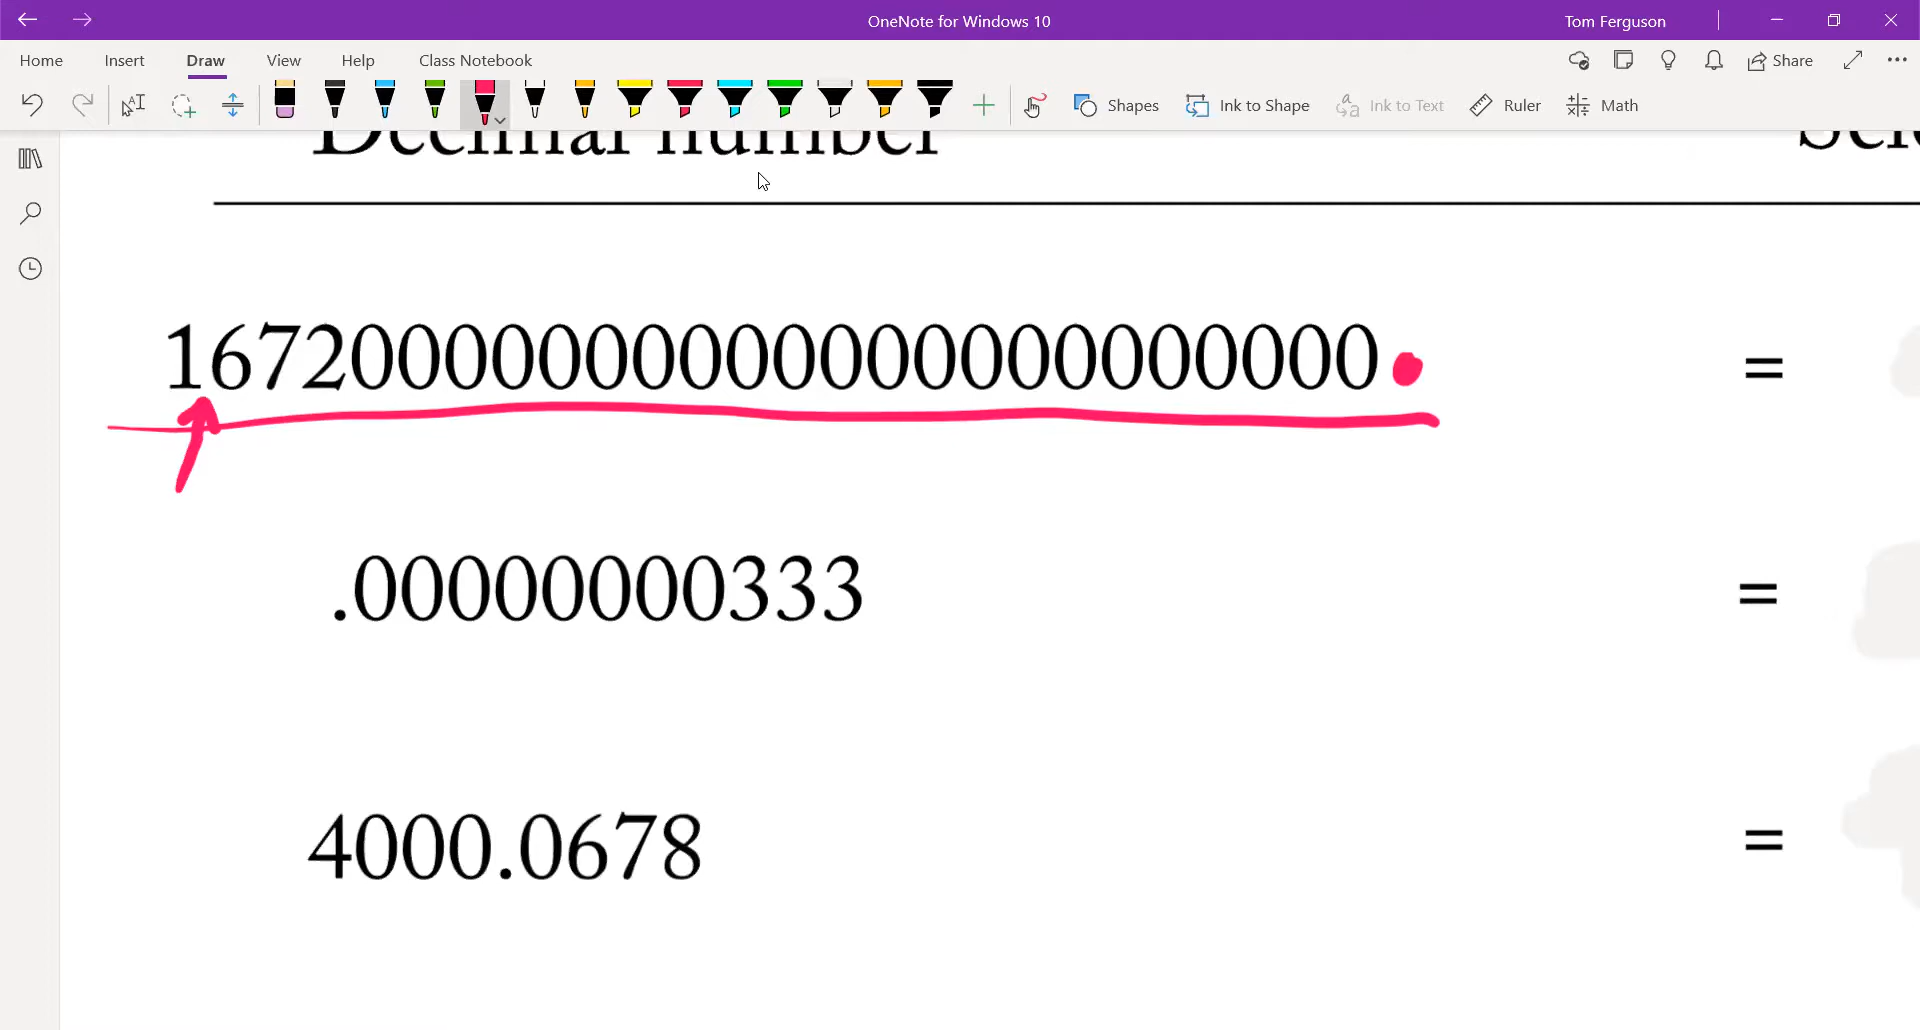 OneNote for Windows 10 Tom Ferguson
Home Insert Draw View Help Class Notebook Share
Shapes Ink to Shape Ink to Text Ruler Math
Decimal number
16720000000000000000000000. =
.00000000333 =
4000.0678 =